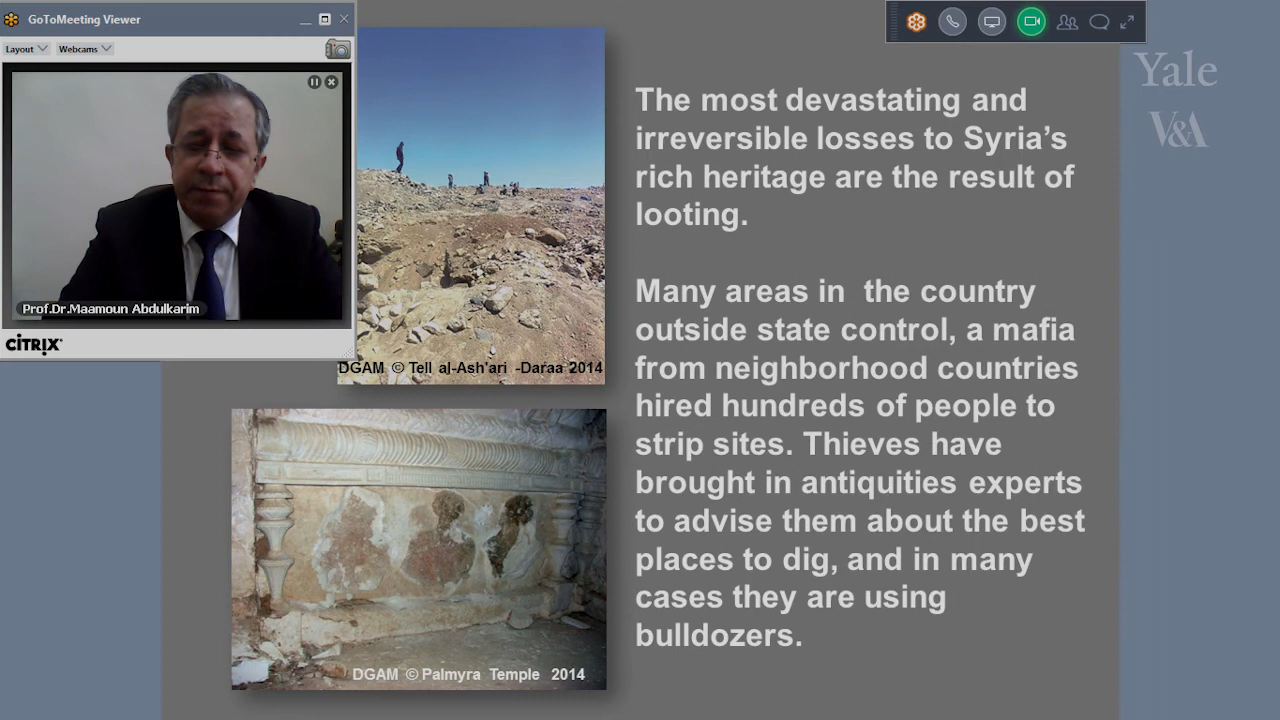 GoToMeeting Viewer
Layout Webcams
Prof.Dr.Maamoun Abdulkarim
CİTRIX
DGAM © Tell al-Ash'ari -Daraa 2014
DGAM © Palmyra Temple 2014
The most devastating and
irreversible losses to Syria’s
rich heritage are the result of
looting.
Many areas in the country
outside state control, a mafia
from neighborhood countries
hired hundreds of people to
strip sites. Thieves have
brought in antiquities experts
to advise them about the best
places to dig, and in many
cases they are using
bulldozers.
Yale
V&A